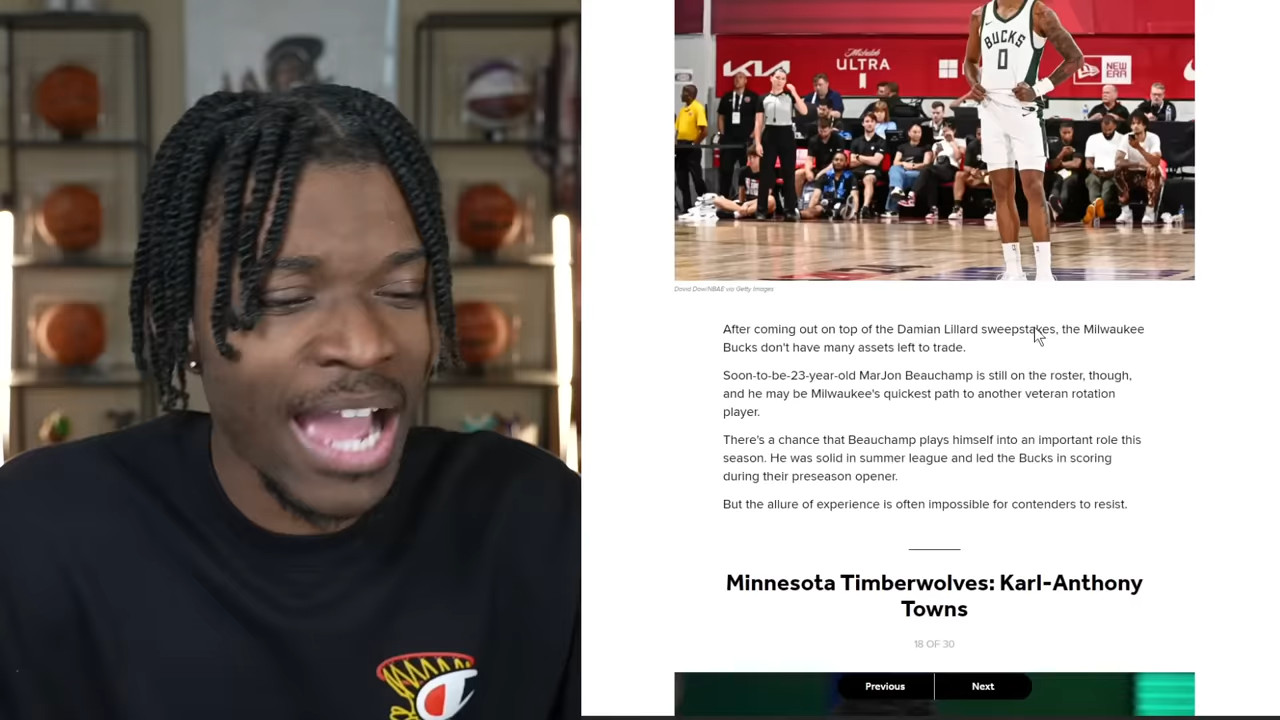 BUCKS
0
KIA
Michelob
ULTRA
NEW
ERA
David Dow/NBAE via Getty Images
After coming out on top of the Damian Lillard sweepstakes, the Milwaukee
Bucks don't have many assets left to trade.
Soon-to-be-23-year-old MarJon Beauchamp is still on the roster, though,
and he may be Milwaukee's quickest path to another veteran rotation
player.
There's a chance that Beauchamp plays himself into an important role this
season. He was solid in summer league and led the Bucks in scoring
during their preseason opener.
But the allure of experience is often impossible for contenders to resist.
Minnesota Timberwolves: Karl-Anthony
Towns
18 OF 30
Previous
Next